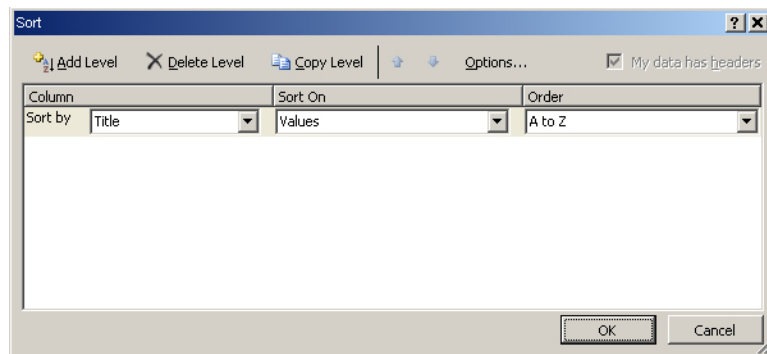 Sort
Add Level Delete Level Copy Level Options... My data has headers
Column Sort On Order
Sort by Title Values A to Z
OK Cancel